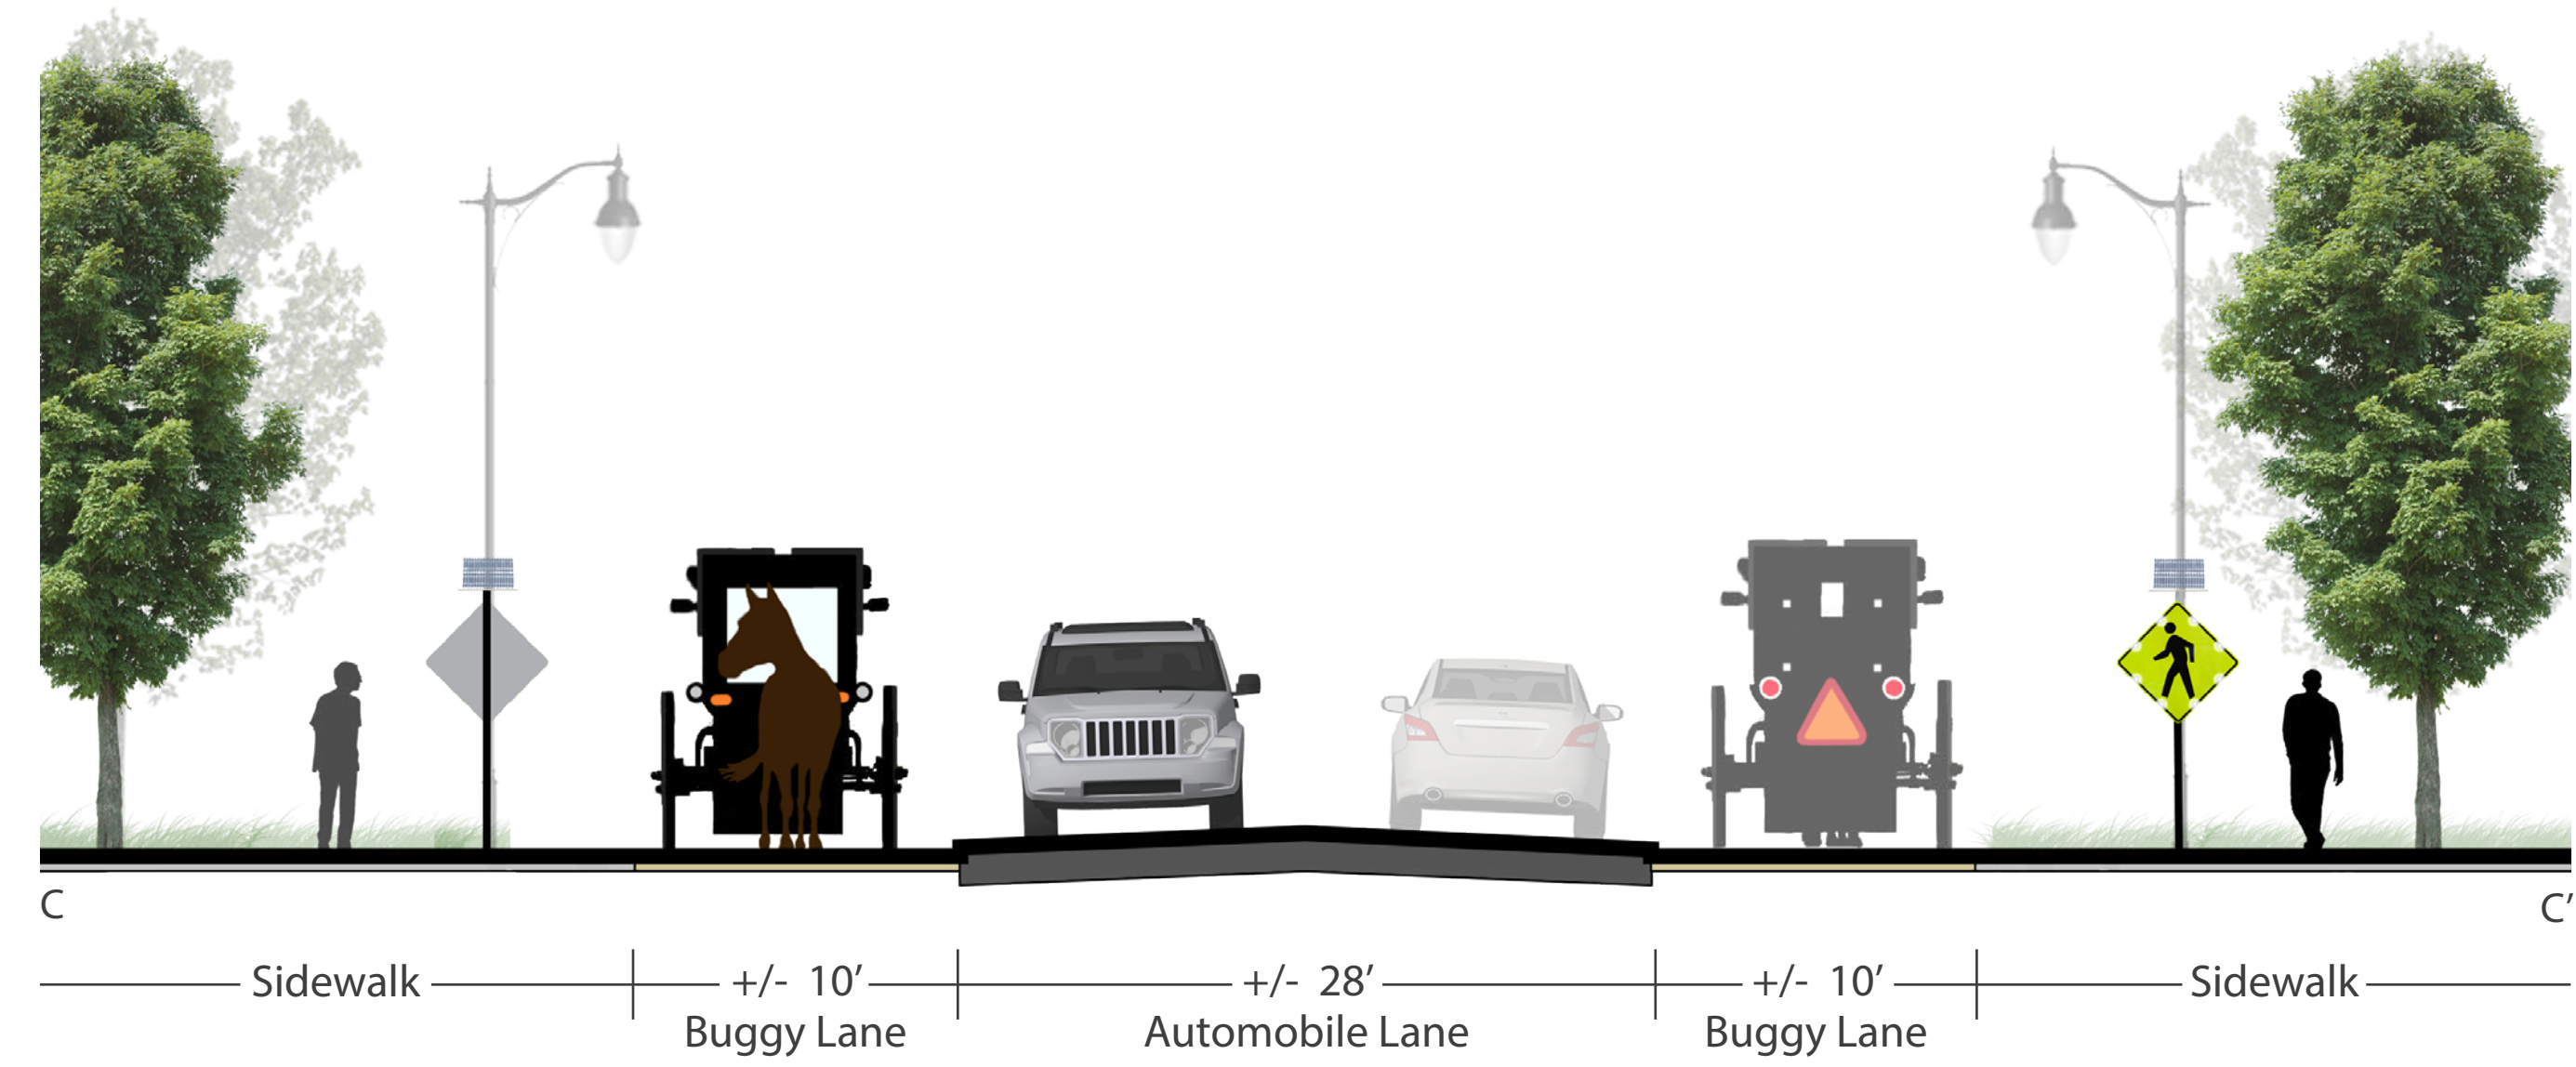 C
C’
Sidewalk
+/- 10’
Buggy Lane
+/- 28’
Automobile Lane
+/- 10’
Buggy Lane
Sidewalk